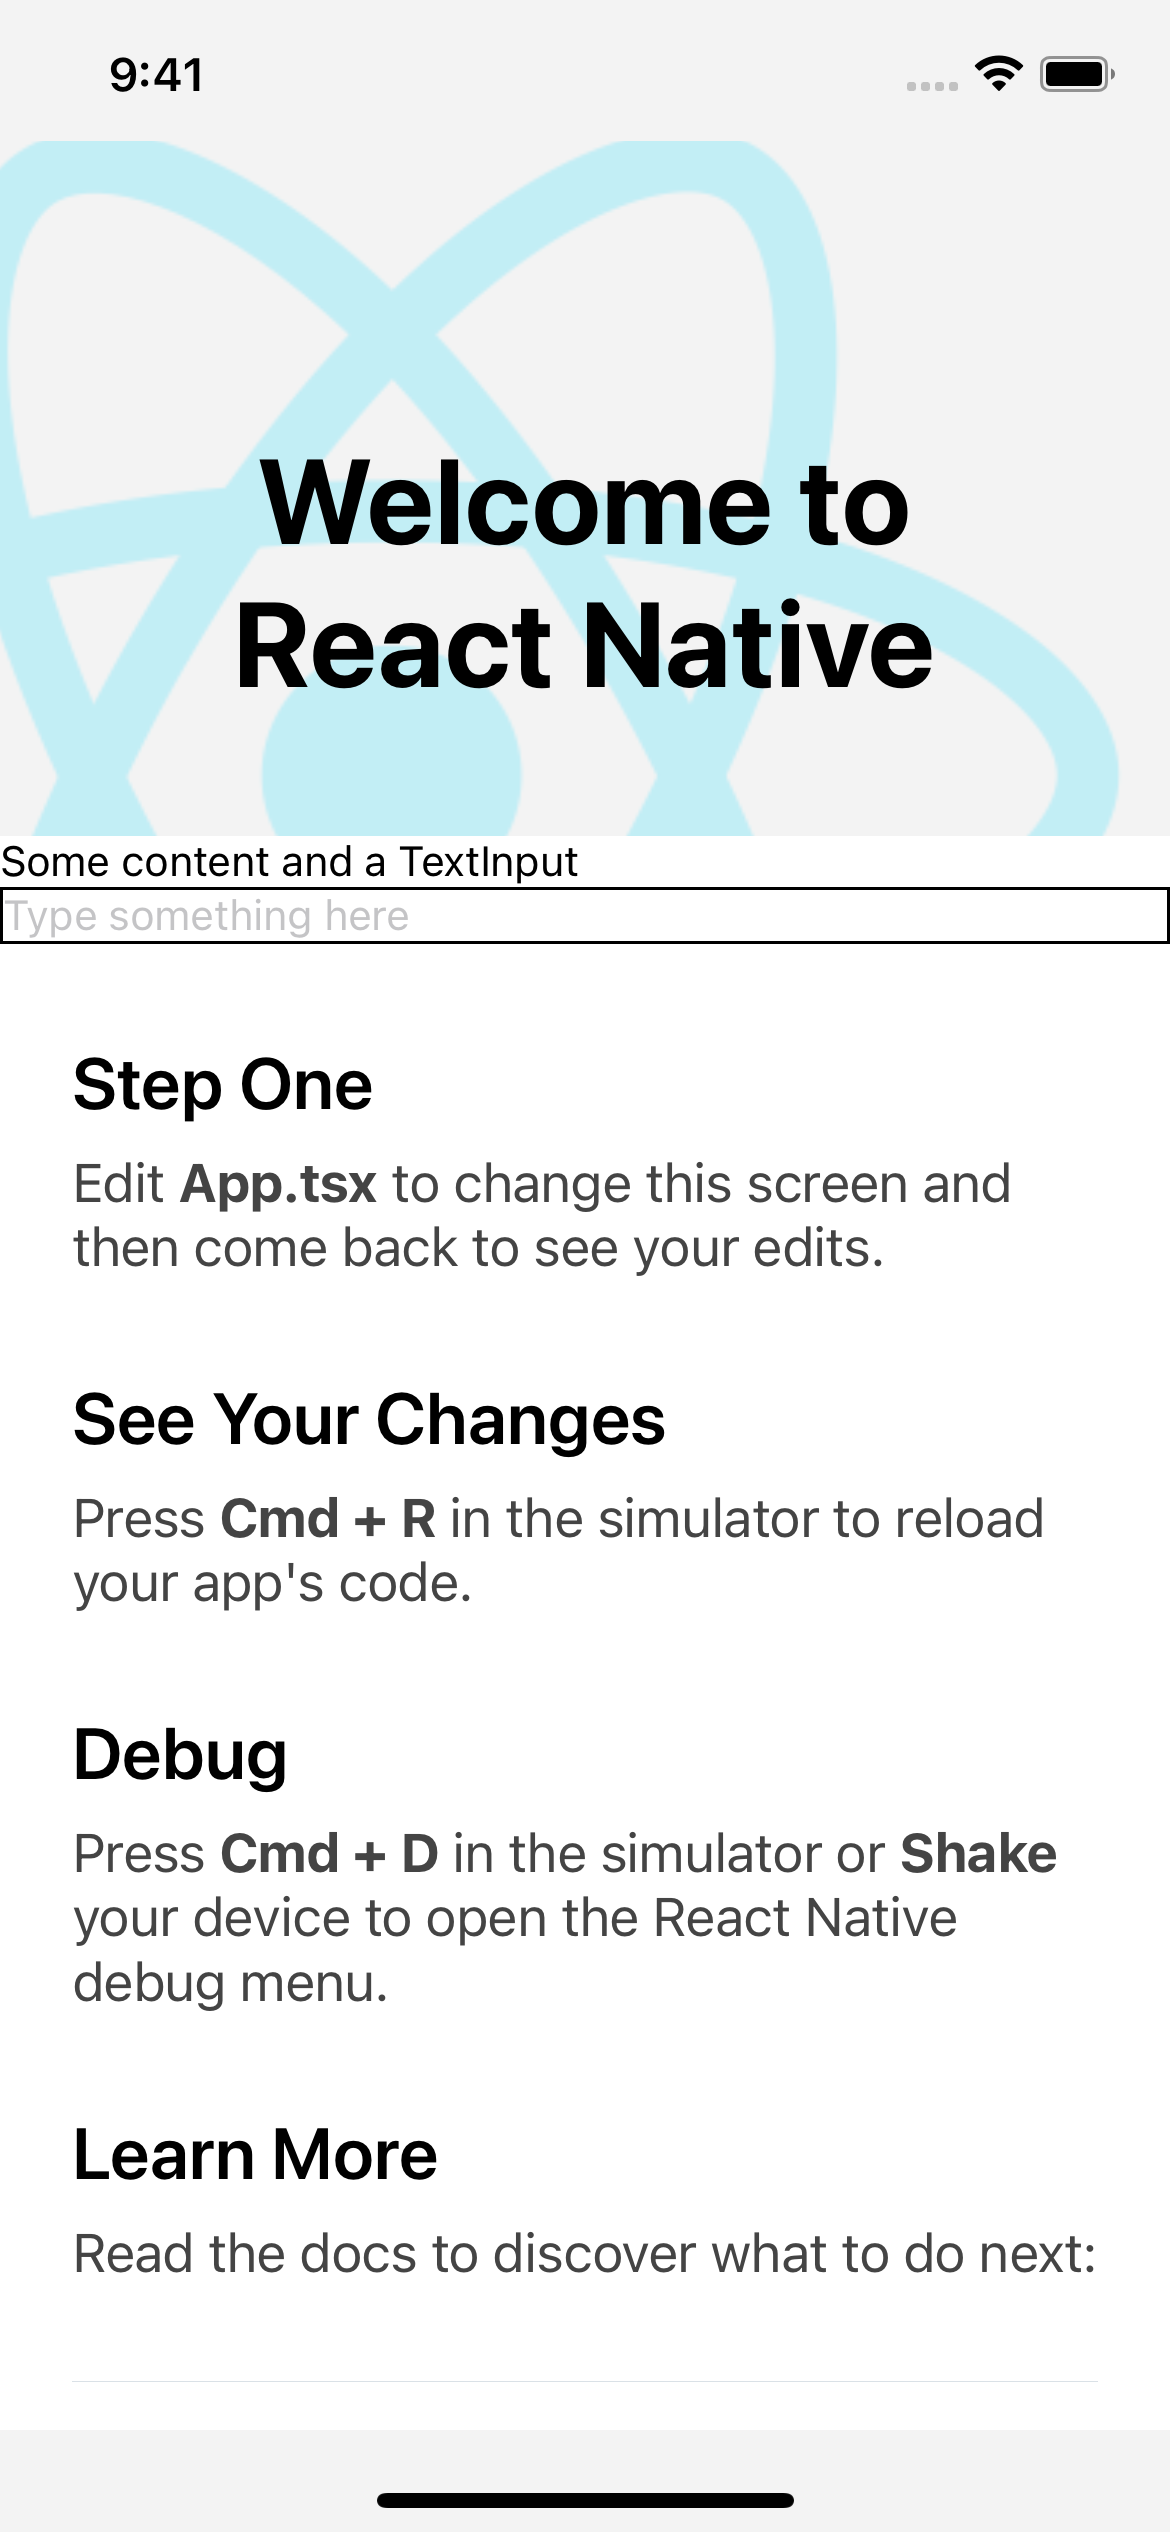 9:41
Welcome to
React Native
Some content and a TextInput
Type something here
Step One
Edit App.tsx to change this screen and
then come back to see your edits.
See Your Changes
Press Cmd + R in the simulator to reload
your app's code.
Debug
Press Cmd + D in the simulator or Shake
your device to open the React Native
debug menu.
Learn More
Read the docs to discover what to do next: